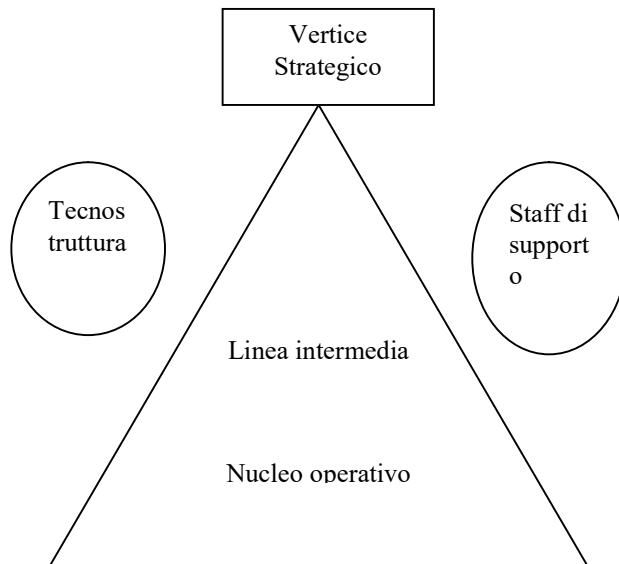 Vertice
Strategico
Tecnos
truttura
Staff di
support
o
Linea intermedia
Nucleo operativo